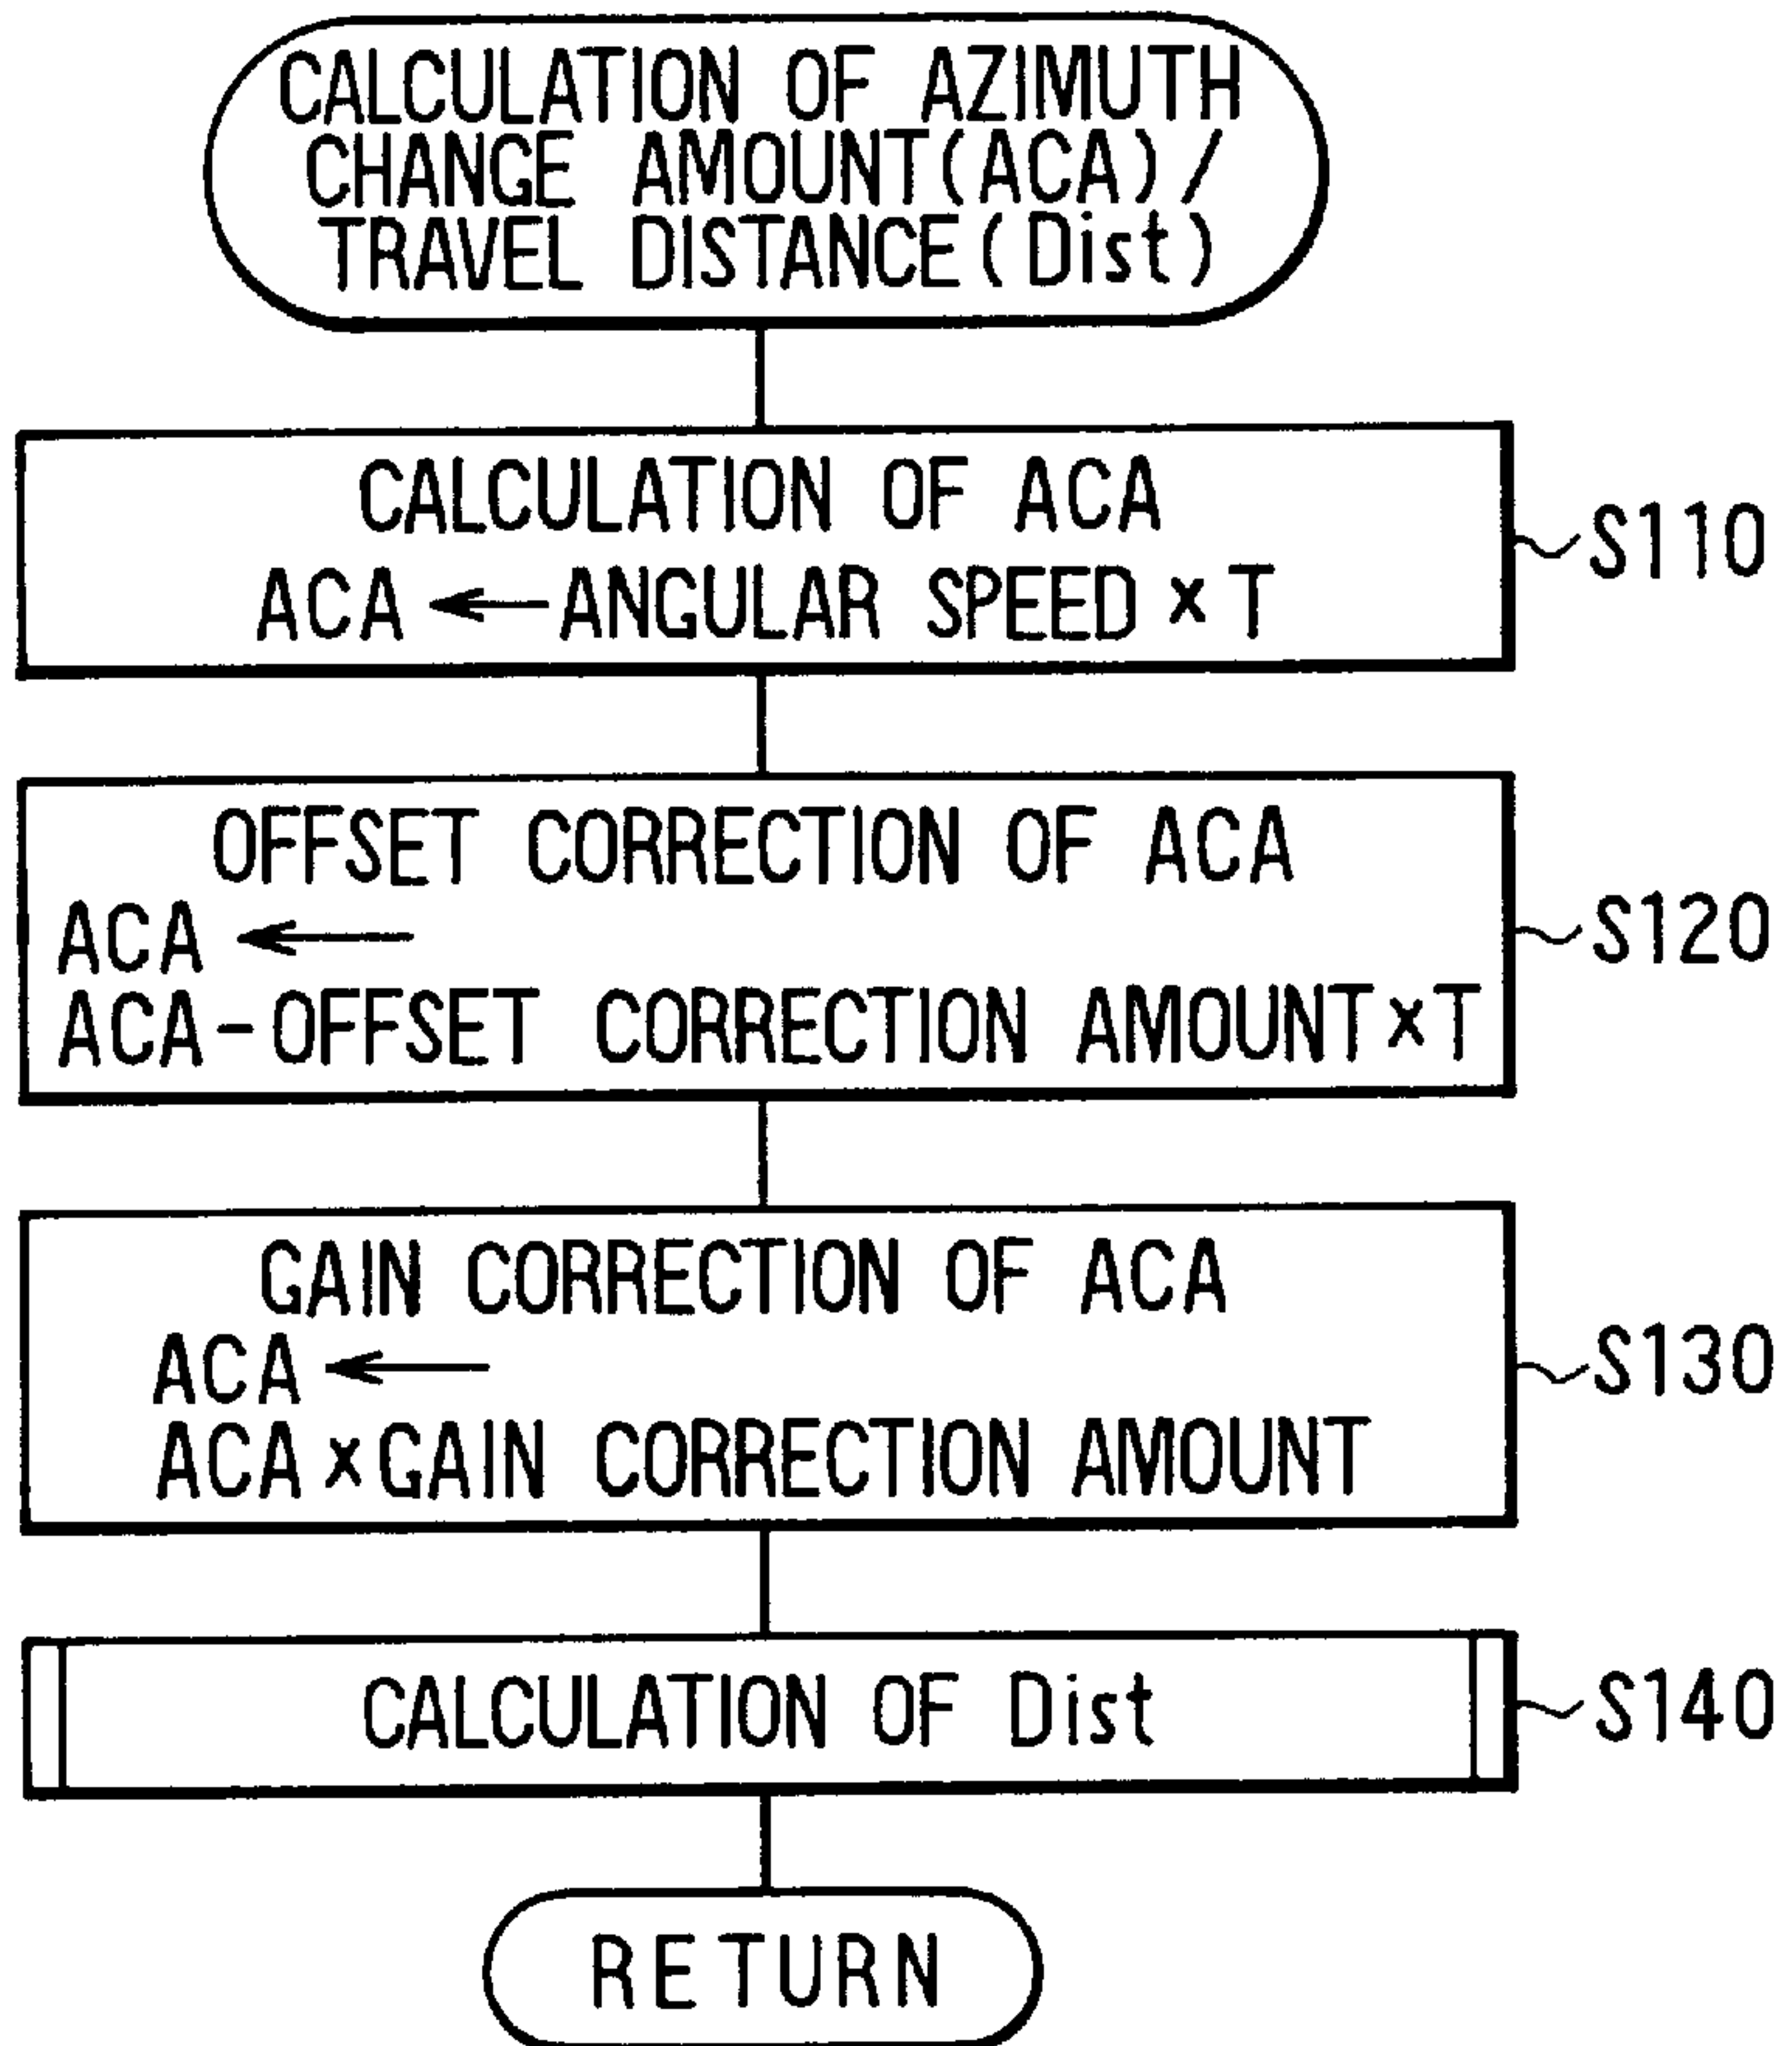 CALCULATION OF AZIMUTH
CHANGE AMOUNT(ACA)/
TRAVEL DISTANCE(Dist)
CALCULATION OF ACA
ACA ← ANGULAR SPEED × T
S110
OFFSET CORRECTION OF ACA
ACA ←
ACA-OFFSET CORRECTION AMOUNT×T
S120
GAIN CORRECTION OF ACA
ACA ←
ACA×GAIN CORRECTION AMOUNT
S130
CALCULATION OF Dist
S140
RETURN